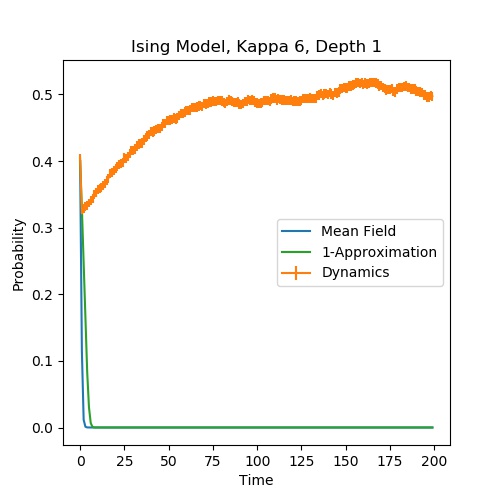 Ising Model, Kappa 6, Depth 1
Probability
0.5
0.4
0.3
0.2
0.1
0.0
Mean Field
1-Approximation
Dynamics
0 25 50 75 100 125 150 175 200
Time